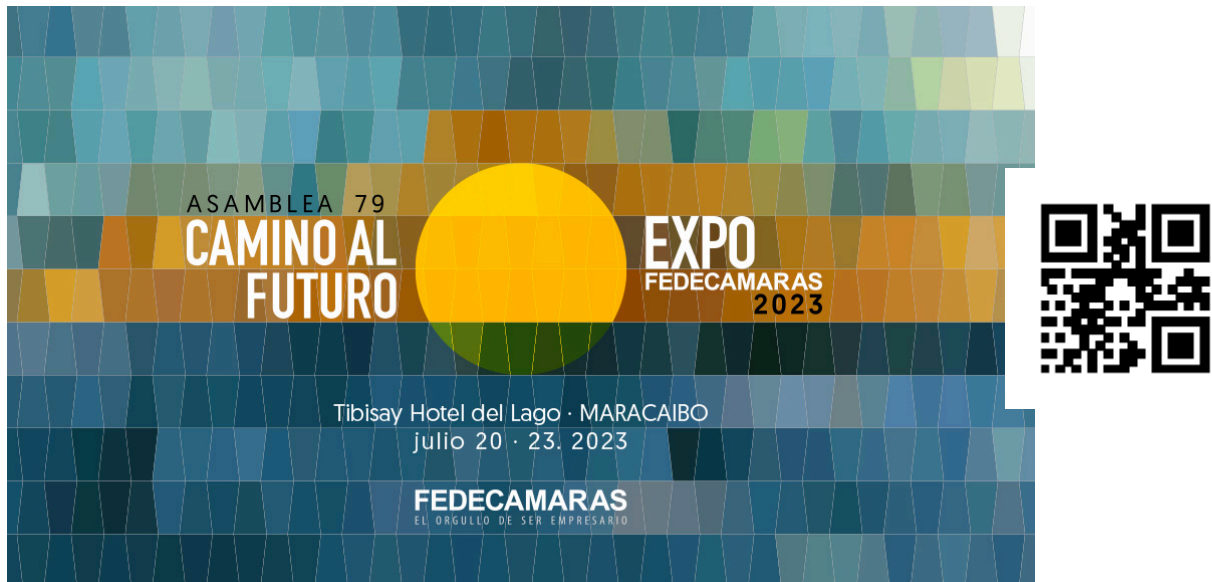 ASAMBLEA 79
CAMINO AL
FUTURO
EXPO
FEDECAMARAS
2023
Tibisay Hotel del Lago · MARACAIBO
julio 20 · 23. 2023
FEDECAMARAS
EL ORGULLO DE SER EMPRESARIO